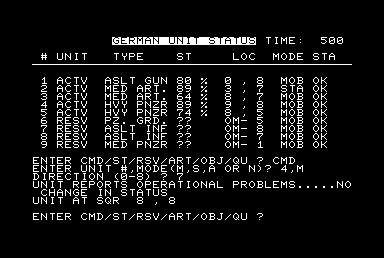 GERMAN UNIT STATUS TIME: 500
# UNIT TYPE ST LOC MODE STA
1 ACTV ASLT GUN 80 % 0 , 8 MOB OK
2 ACTV MED ART. 89 % 3 , 7 STA OK
3 ACTV MED ART. 64 % 4 , 8 MOB OK
4 ACTV HVY PNZR 89 % 9 , 8 MOB OK
5 ACTV HVY PNZR 74 % 8 , 5 MOB OK
6 RESV PZ. GRD. ?? OM- 7 MOB OK
7 RESV ASLT INF ?? OM- 8 MOB OK
8 RESV ASLT INF ?? OM- 7 MOB OK
9 RESV MED PNZR ?? OM- 1 MOB OK
ENTER CMD/ST/RSV/ART/OBJ/QU ? CMD
ENTER UNIT #,MODE(M,S,A OR N)? 4,M
DIRECTION (0-8) ? 7
UNIT REPORTS OPERATIONAL PROBLEMS.....NO
CHANGE IN STATUS
UNIT AT SQR 8 , 8
ENTER CMD/ST/RSV/ART/OBJ/QU ?